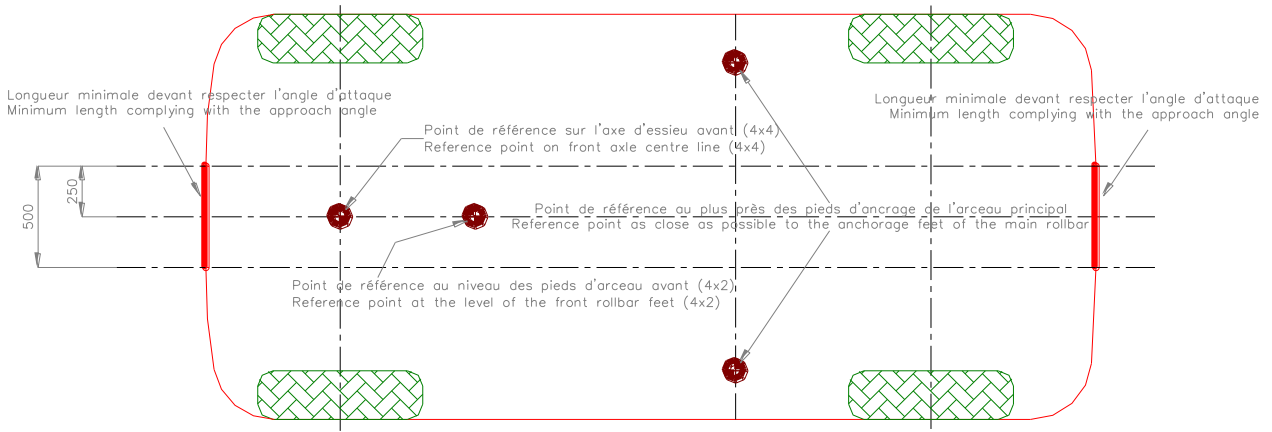 Longueur minimale devant respecter l'angle d'attaque
Minimum length complying with the approach angle
Longueur minimale devant respecter l'angle d'attaque
Minimum length complying with the approach angle
Point de référence sur l'axe d'essieu avant (4x4)
Reference point on front axle centre line (4x4)
250
500
Point de référence au plus près des pieds d'ancrage de l'arceau principal
Reference point as close as possible to the anchorage feet of the main rollbar
Point de référence au niveau des pieds d'arceau avant (4x2)
Reference point at the level of the front rollbar feet (4x2)